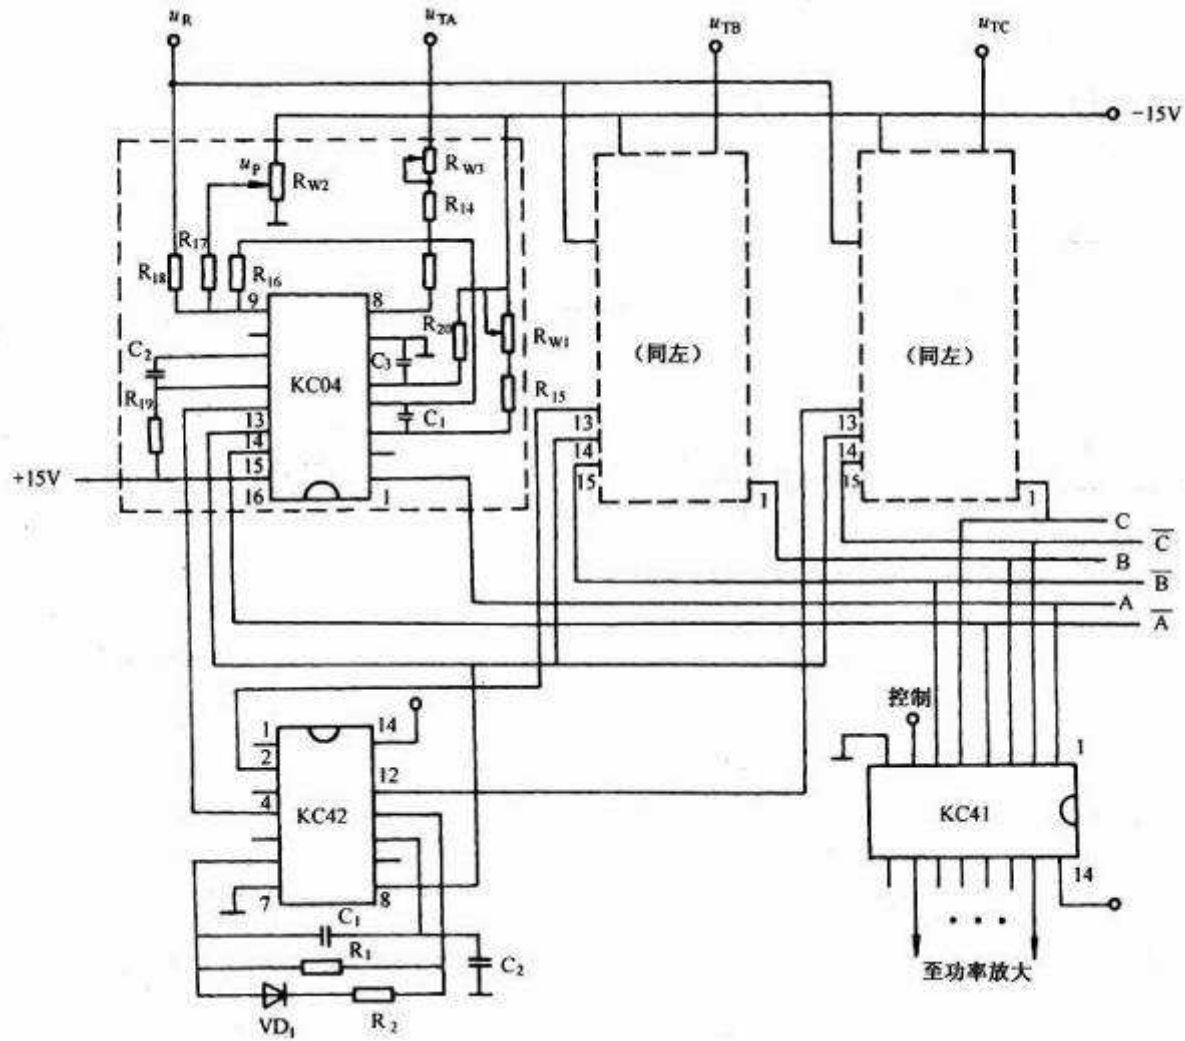 uR
uTA
uTB
uTC
−15V
uP
RW2
RW3
R14
R17
R18
R16
9
8
R20
RW1
C2
C3
KC04
R19
C1
R15
（同左）
（同左）
13
14
15
16
1
+15V
13
14
15
1
13
14
15
1
C
C̅
B
B̅
A
A̅
控制
1
14
2
12
4
KC42
7
8
1
KC41
14
C1
R1
C2
VD1
R2
至功率放大